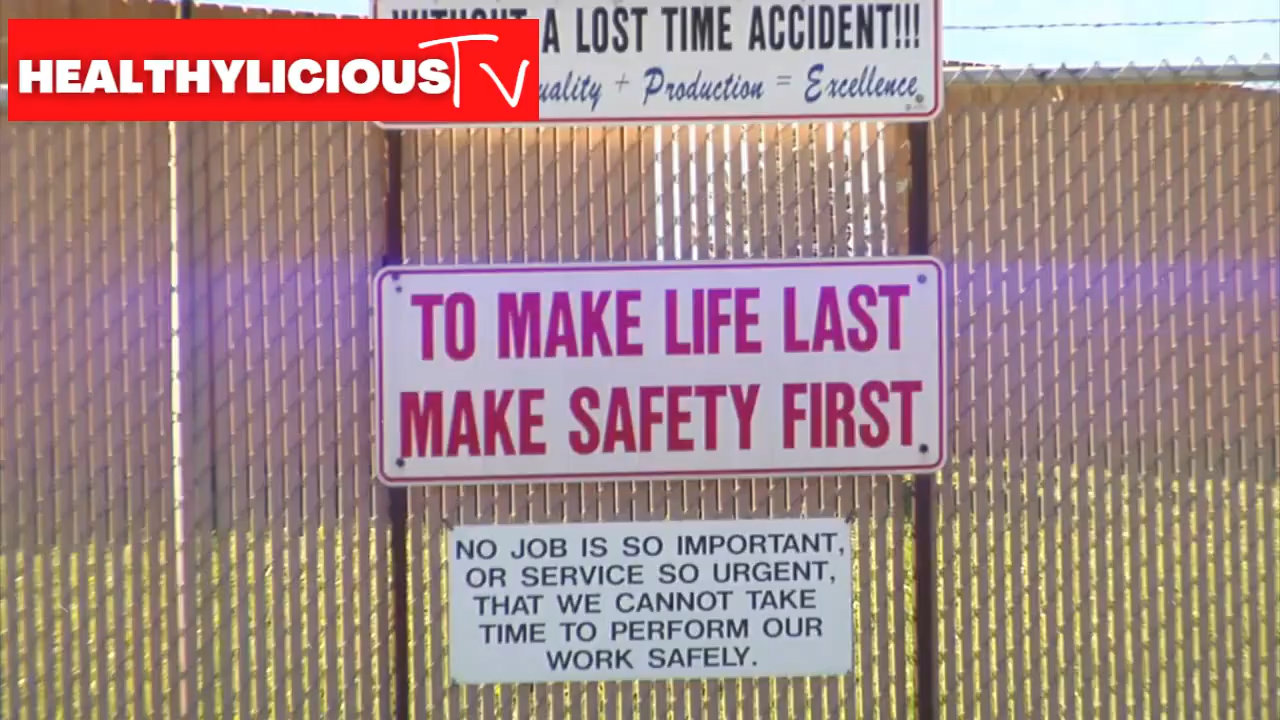 HEALTHYLICIOUS TV
A LOST TIME ACCIDENT!!!
Production = Excellence
TO MAKE LIFE LAST
MAKE SAFETY FIRST
NO JOB IS SO IMPORTANT,
OR SERVICE SO URGENT,
THAT WE CANNOT TAKE
TIME TO PERFORM OUR
WORK SAFELY.